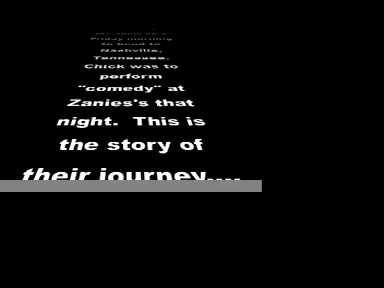 Friday morning
to head to
Nashville,
Tennessee.
Chick was to
perform
"comedy" at
Zanies's that
night.  This is
the story of
their journey....